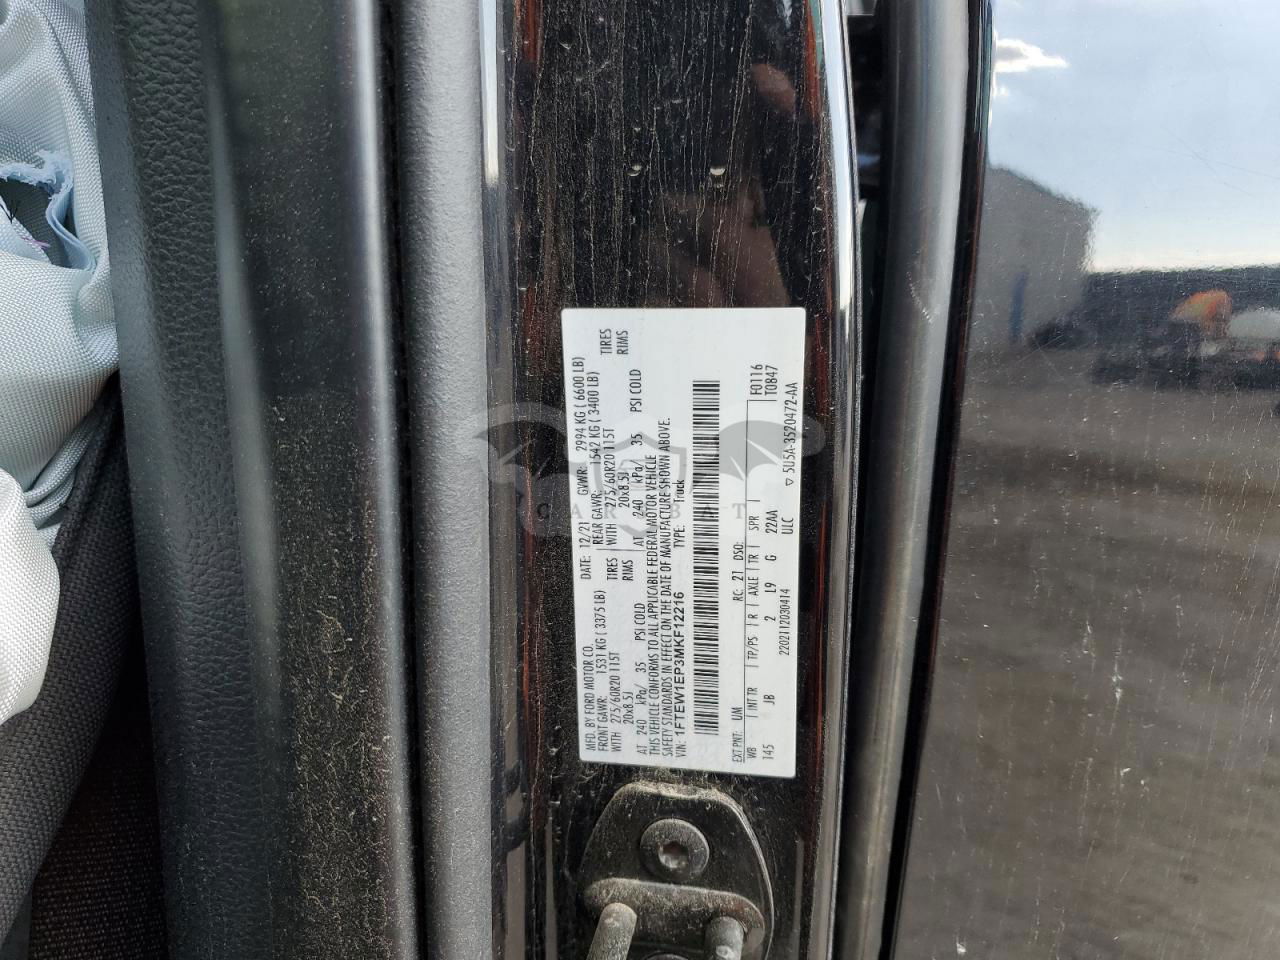 MFD. BY FORD MOTOR CO.
DATE: 12/21 GVWR: 2994 KG ( 6600 LB)
FRONT GAWR: 1531 KG ( 3375 LB) REAR GAWR: 1542 KG ( 3400 LB)
WITH 275/60R20 115T TIRES WITH 275/60R20 115T TIRES
20x8.5J RIMS 20x8.5J RIMS
AT 240 kPa/ 35 PSI COLD AT 240 kPa/ 35 PSI COLD
THIS VEHICLE CONFORMS TO ALL APPLICABLE FEDERAL MOTOR VEHICLE
SAFETY STANDARDS IN EFFECT ON THE DATE OF MANUFACTURE SHOWN ABOVE.
VIN: 1FTEW1EP3MKF12216 TYPE: Truck
EXT PNT: UM RC: 21 DSO: F0116
WB INT TR TP/PS R AXLE TR SPR T0847
145 JB 2 L9 G 22AA
2202112030414 ULC 5U5A-3520472-AA
CARSBAT